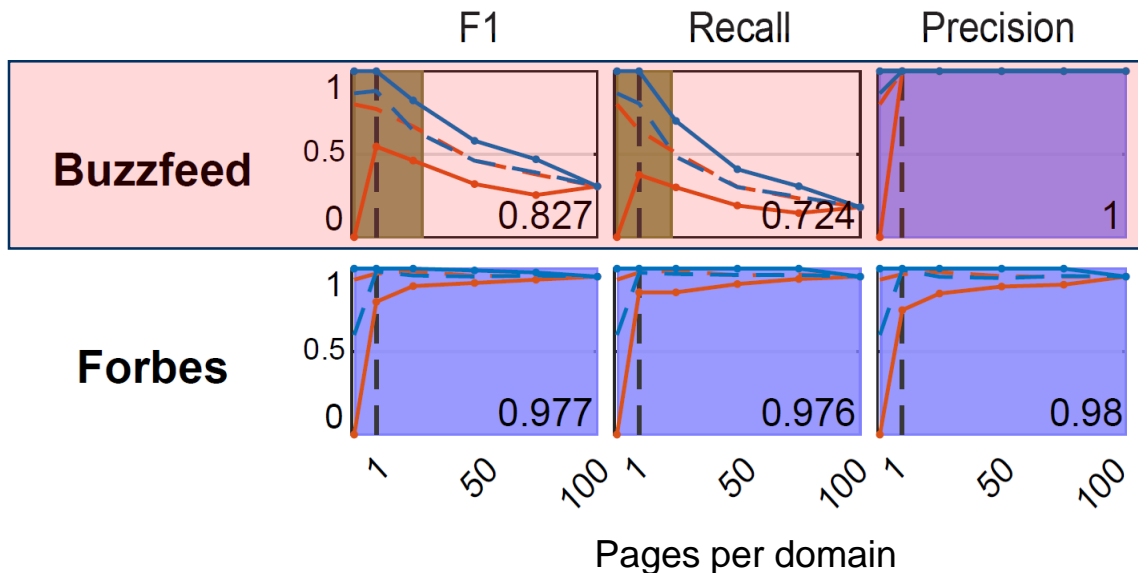 F1 Recall Precision
Buzzfeed
1
0.5
0
0.827
0.724
1
Forbes
1
0.5
0
0.977
0.976
0.98
1 50 100 1 50 100 1 50 100
Pages per domain